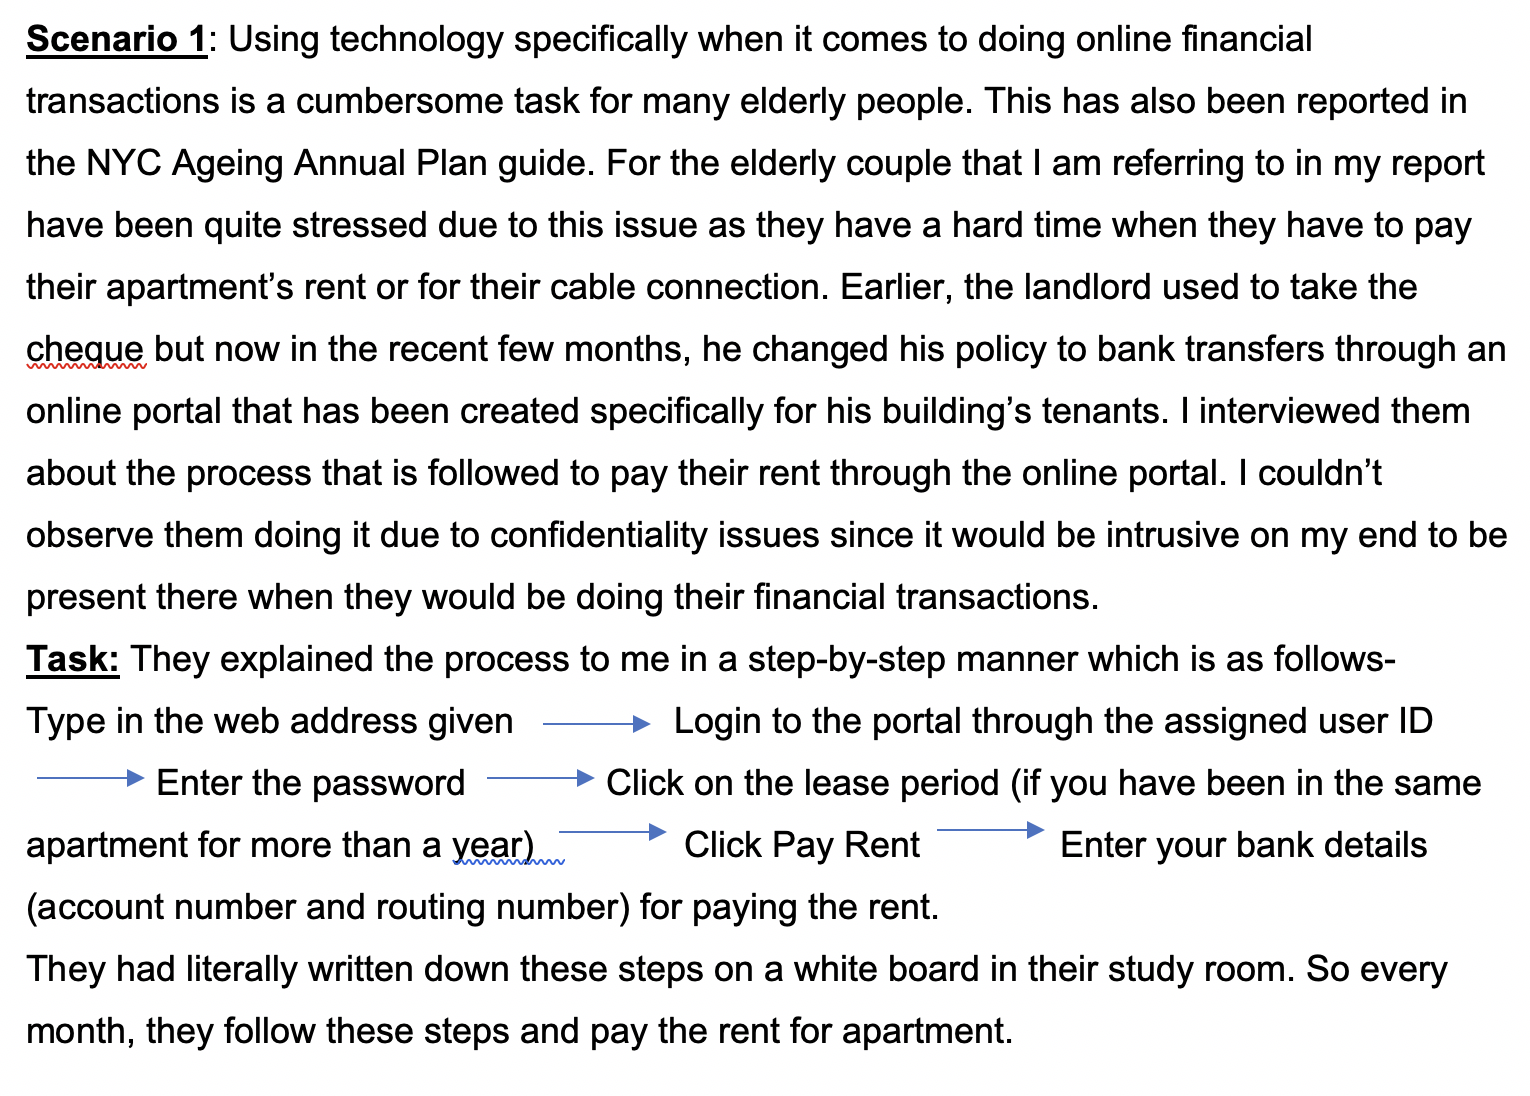 Scenario 1: Using technology specifically when it comes to doing online financial
transactions is a cumbersome task for many elderly people. This has also been reported in
the NYC Ageing Annual Plan guide. For the elderly couple that I am referring to in my report
have been quite stressed due to this issue as they have a hard time when they have to pay
their apartment’s rent or for their cable connection. Earlier, the landlord used to take the
cheque but now in the recent few months, he changed his policy to bank transfers through an
online portal that has been created specifically for his building’s tenants. I interviewed them
about the process that is followed to pay their rent through the online portal. I couldn’t
observe them doing it due to confidentiality issues since it would be intrusive on my end to be
present there when they would be doing their financial transactions.
Task: They explained the process to me in a step-by-step manner which is as follows-
Type in the web address given Login to the portal through the assigned user ID
Enter the password Click on the lease period (if you have been in the same
apartment for more than a year) Click Pay Rent Enter your bank details
(account number and routing number) for paying the rent.
They had literally written down these steps on a white board in their study room. So every
month, they follow these steps and pay the rent for apartment.